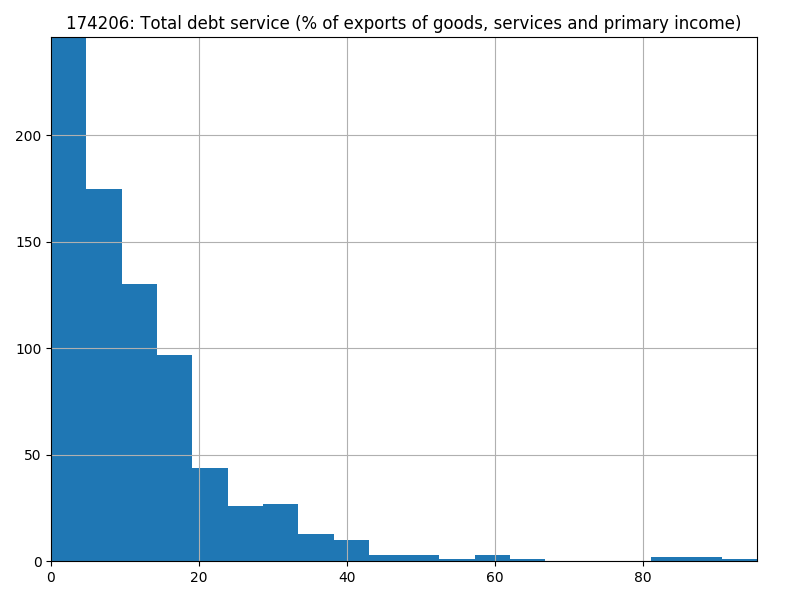 174206: Total debt service (% of exports of goods, services and primary income)
200
150
100
50
0
0 20 40 60 80